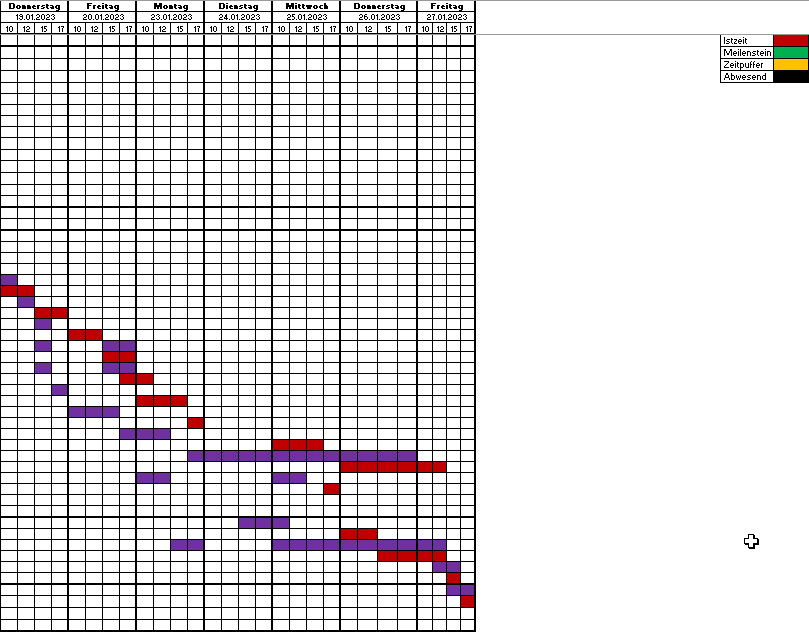 Donnerstag Freitag Montag Dienstag Mittwoch Donnerstag Freitag
19.01.2023 20.01.2023 23.01.2023 24.01.2023 25.01.2023 26.01.2023 27.01.2023
10 12 15 17 10 12 15 17 10 12 15 17 10 12 15 17 10 12 15 17 10 12 15 17 10 12 15 17
Istzeit
Meilenstein
Zeitpuffer
Abwesend